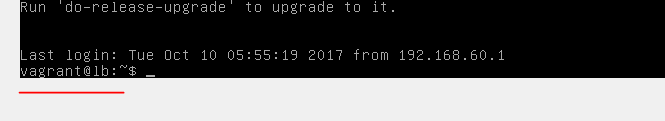 Run 'do-release-upgrade' to upgrade to it.
Last login: Tue Oct 10 05:55:19 2017 from 192.168.60.1
vagrant@lb:~$ _